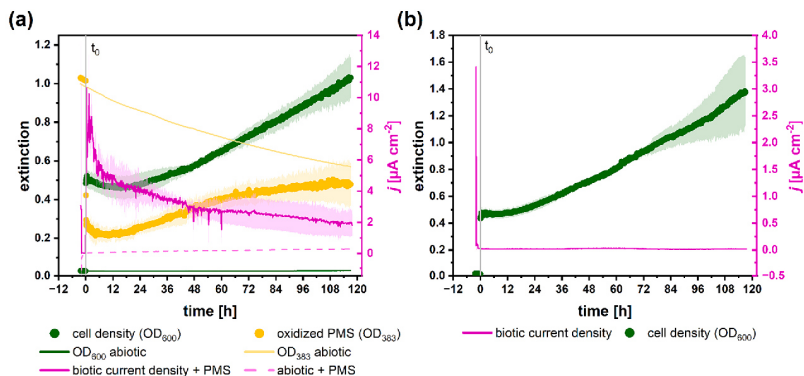 (a)
t0
1.2
1.0
0.8
0.6
0.4
0.2
0.0
extinction
14
12
10
8
6
4
2
0
j [µA cm⁻²]
−12 0 12 24 36 48 60 72 84 96 108 120
time [h]
cell density (OD600) oxidized PMS (OD383)
OD600 abiotic OD383 abiotic
biotic current density + PMS abiotic + PMS
(b)
t0
1.8
1.6
1.4
1.2
1.0
0.8
0.6
0.4
0.2
0.0
extinction
4.0
3.5
3.0
2.5
2.0
1.5
1.0
0.5
0.0
−0.5
j [µA cm⁻²]
−12 0 12 24 36 48 60 72 84 96 108 120
time [h]
biotic current density cell density (OD600)